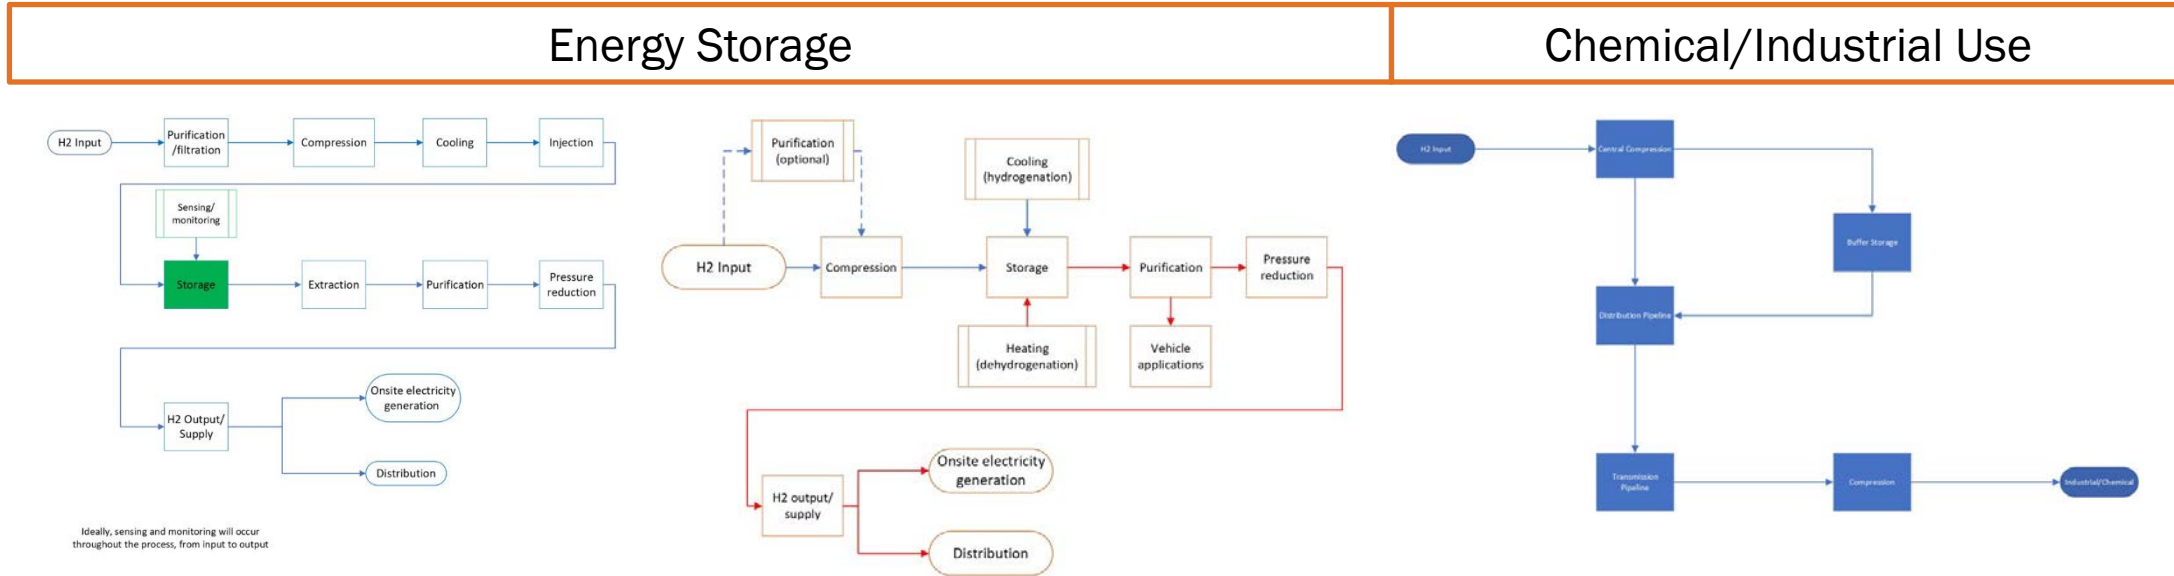 Energy Storage
Chemical/Industrial Use
H2 Input
Purification
/filtration
Compression
Cooling
Injection
Sensing/
monitoring
Storage
Extraction
Purification
Pressure
reduction
H2 Output/
Supply
Onsite electricity
generation
Distribution
Ideally, sensing and monitoring will occur
throughout the process, from input to output
Purification
(optional)
Cooling
(hydrogenation)
H2 Input
Compression
Storage
Purification
Pressure
reduction
Heating
(dehydrogenation)
Vehicle
applications
H2 output/
supply
Onsite electricity
generation
Distribution
H2 Input
Central Compression
Buffer Storage
Distribution Pipeline
Transmission
Pipeline
Compression
Industrial/Chemical